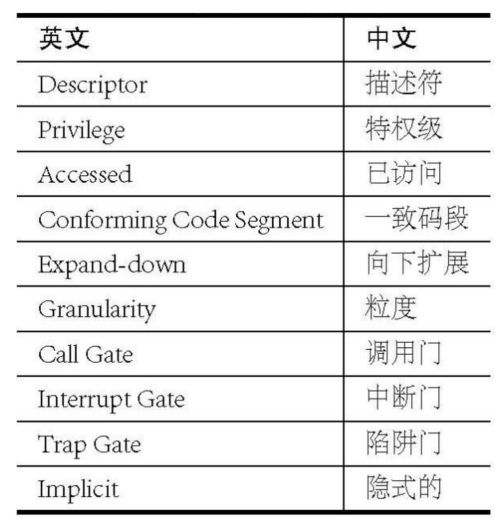 英文 中文
Descriptor 描述符
Privilege 特权级
Accessed 已访问
Conforming Code Segment 一致码段
Expand-down 向下扩展
Granularity 粒度
Call Gate 调用门
Interrupt Gate 中断门
Trap Gate 陷阱门
Implicit 隐式的